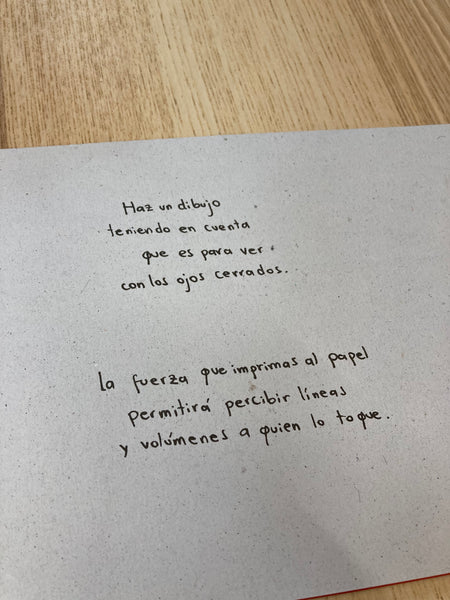 Haz un dibujo
teniendo en cuenta
que es para ver
con los ojos cerrados.
La fuerza que imprimas al papel
permitirá percibir líneas
y volúmenes a quien lo toque.